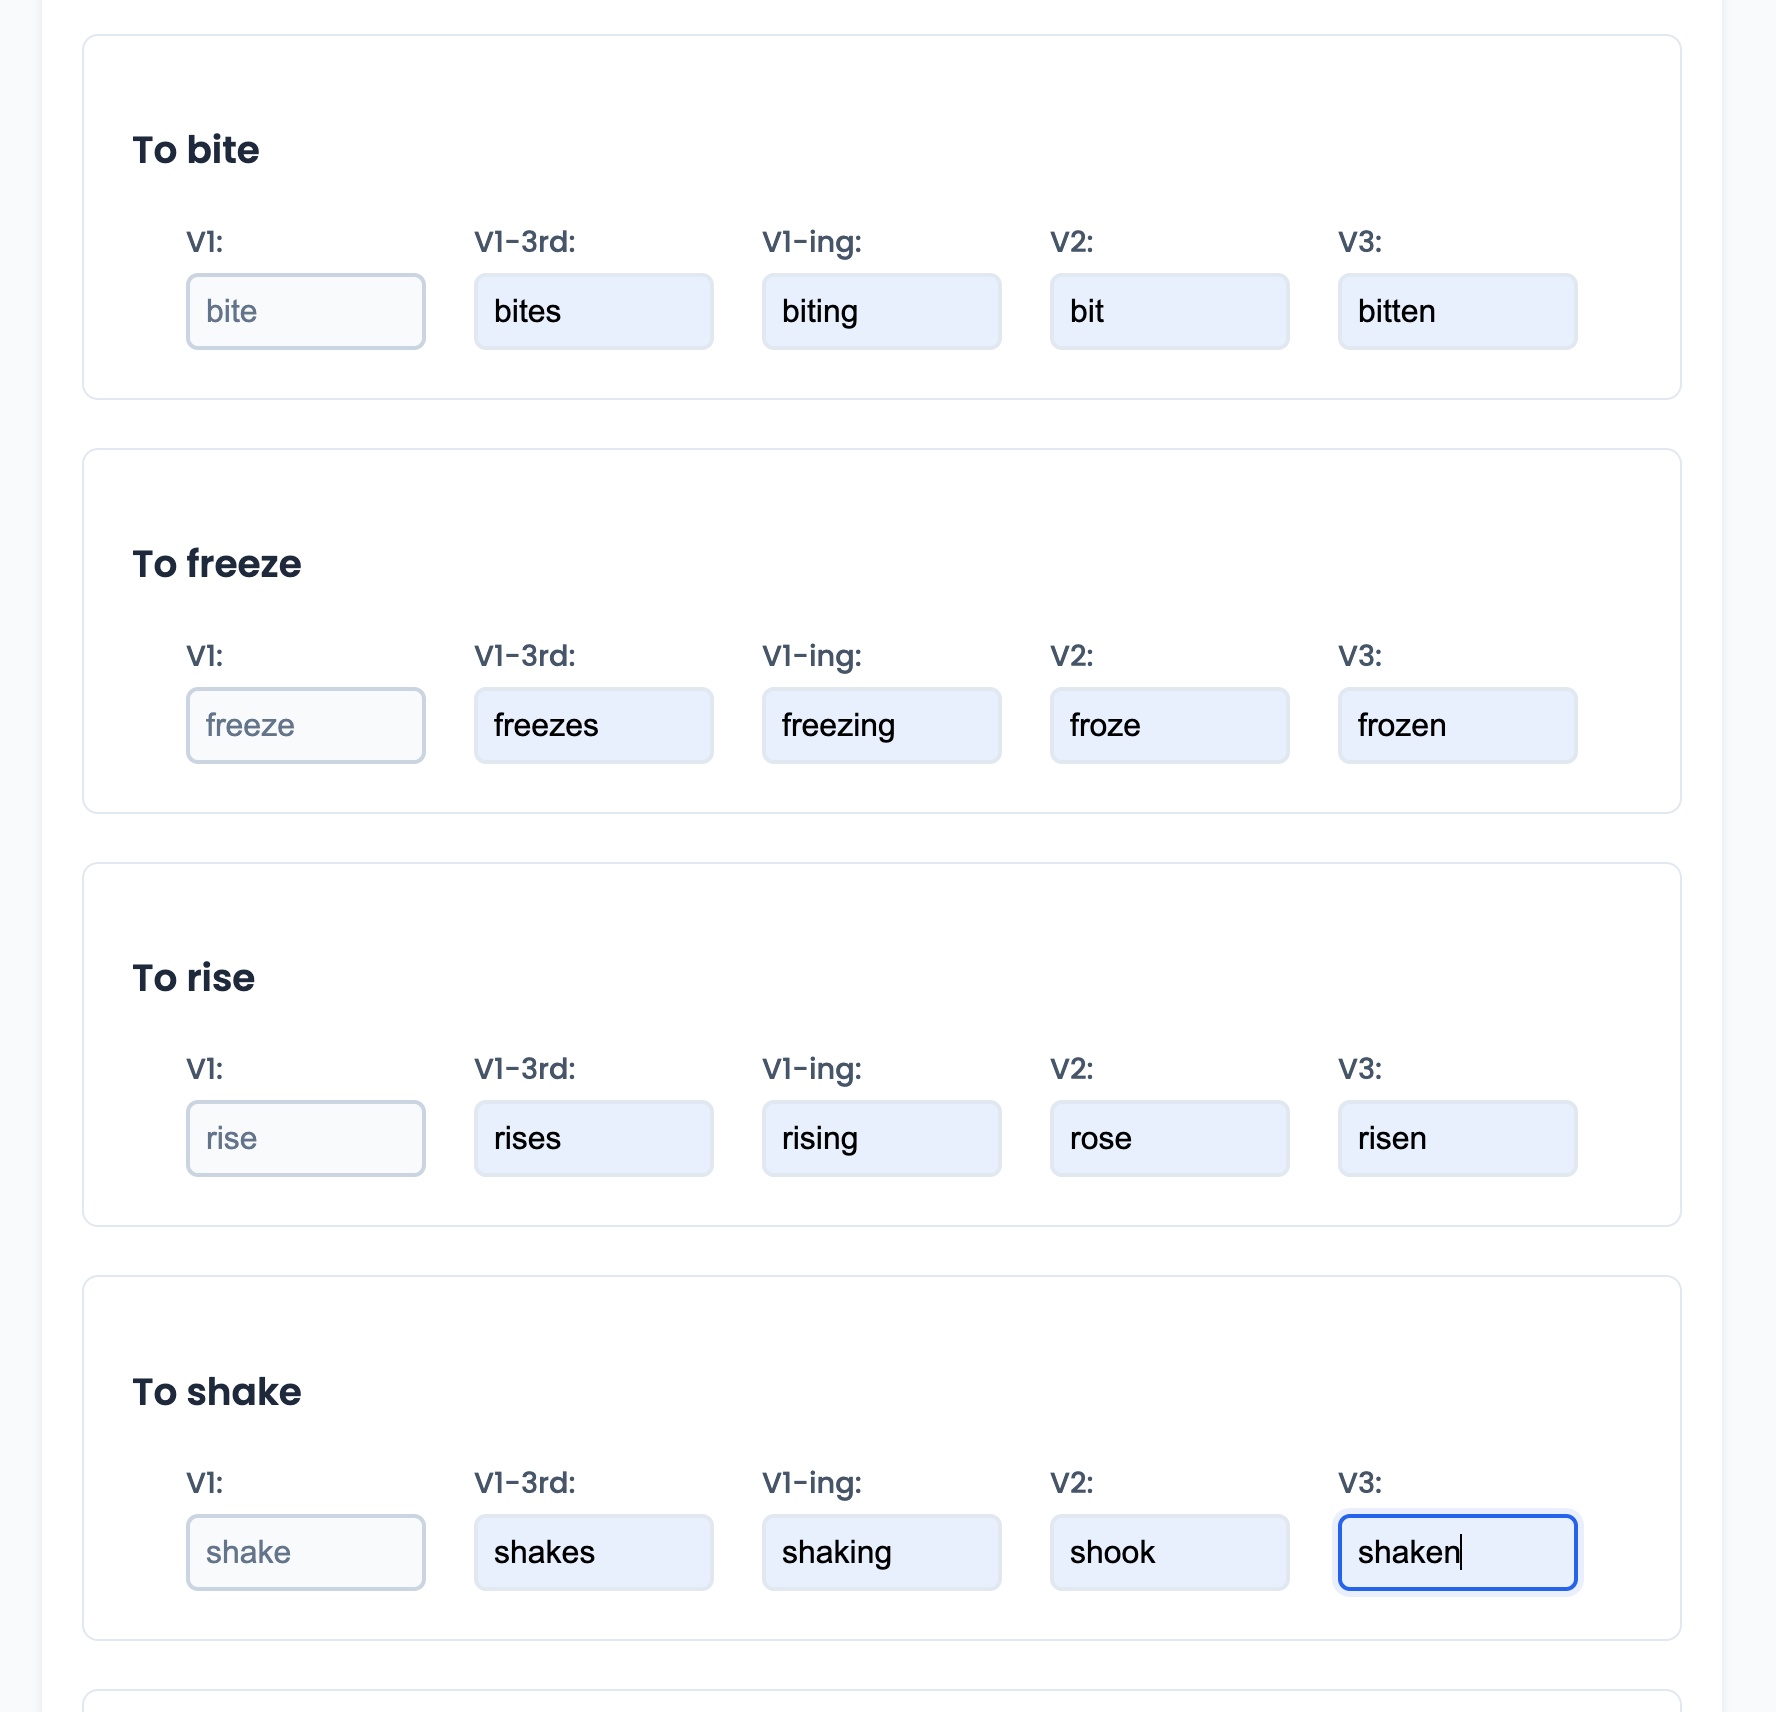 To bite
V1: V1-3rd: V1-ing: V2: V3:
bite bites biting bit bitten
To freeze
V1: V1-3rd: V1-ing: V2: V3:
freeze freezes freezing froze frozen
To rise
V1: V1-3rd: V1-ing: V2: V3:
rise rises rising rose risen
To shake
V1: V1-3rd: V1-ing: V2: V3:
shake shakes shaking shook shaken